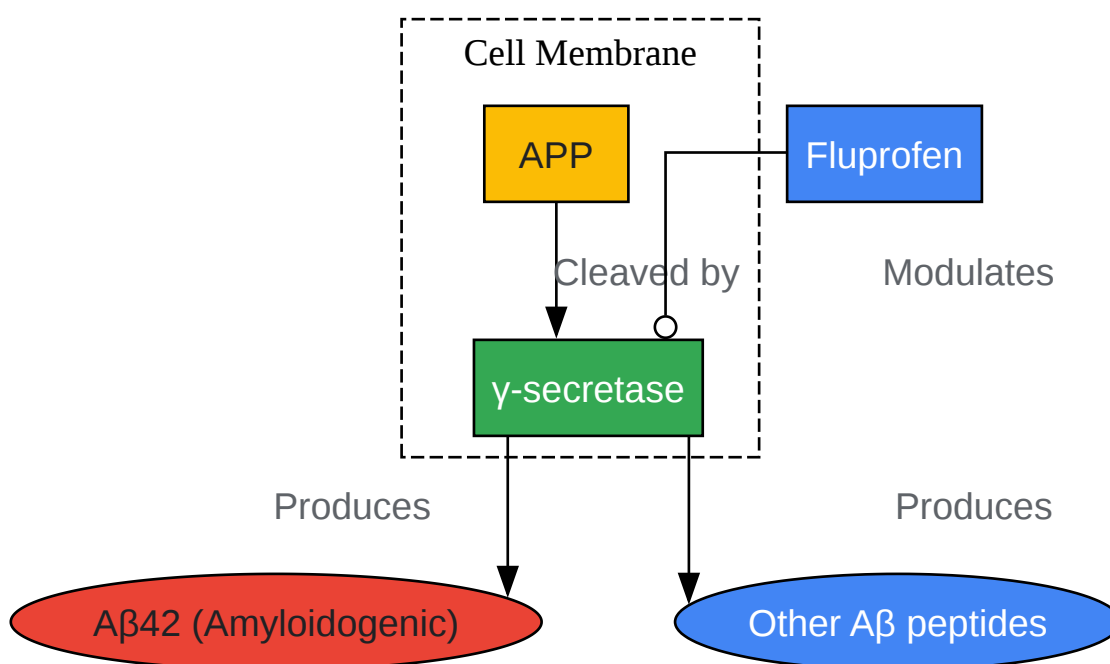 Cell Membrane
APP
Fluprofen
Cleaved by
Modulates
γ-secretase
Produces
Produces
Aβ42 (Amyloidogenic)
Other Aβ peptides